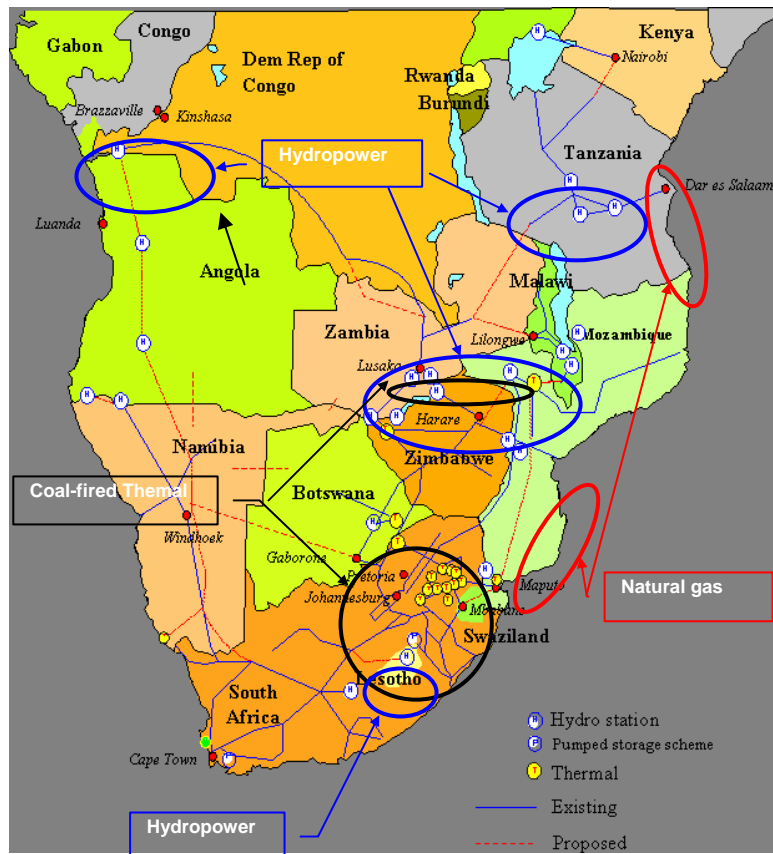 Gabon
Congo
Dem Rep of
Congo
Kenya
Nairobi
Rwanda
Burundi
Brazzaville
Kinshasa
Hydropower
Tanzania
Dar es Salaam
Luanda
Angola
Malawi
Zambia
Lilongwe
Mozambique
Lusaka
Harare
Namibia
Zimbabwe
Coal-fired Themal
Botswana
Windhoek
Gaborone
Pretoria
Johannesburg
Maputo
Natural gas
Mbabane
Swaziland
Lesotho
South
Africa
H Hydro station
P Pumped storage scheme
T Thermal
Cape Town
Existing
Hydropower
Proposed